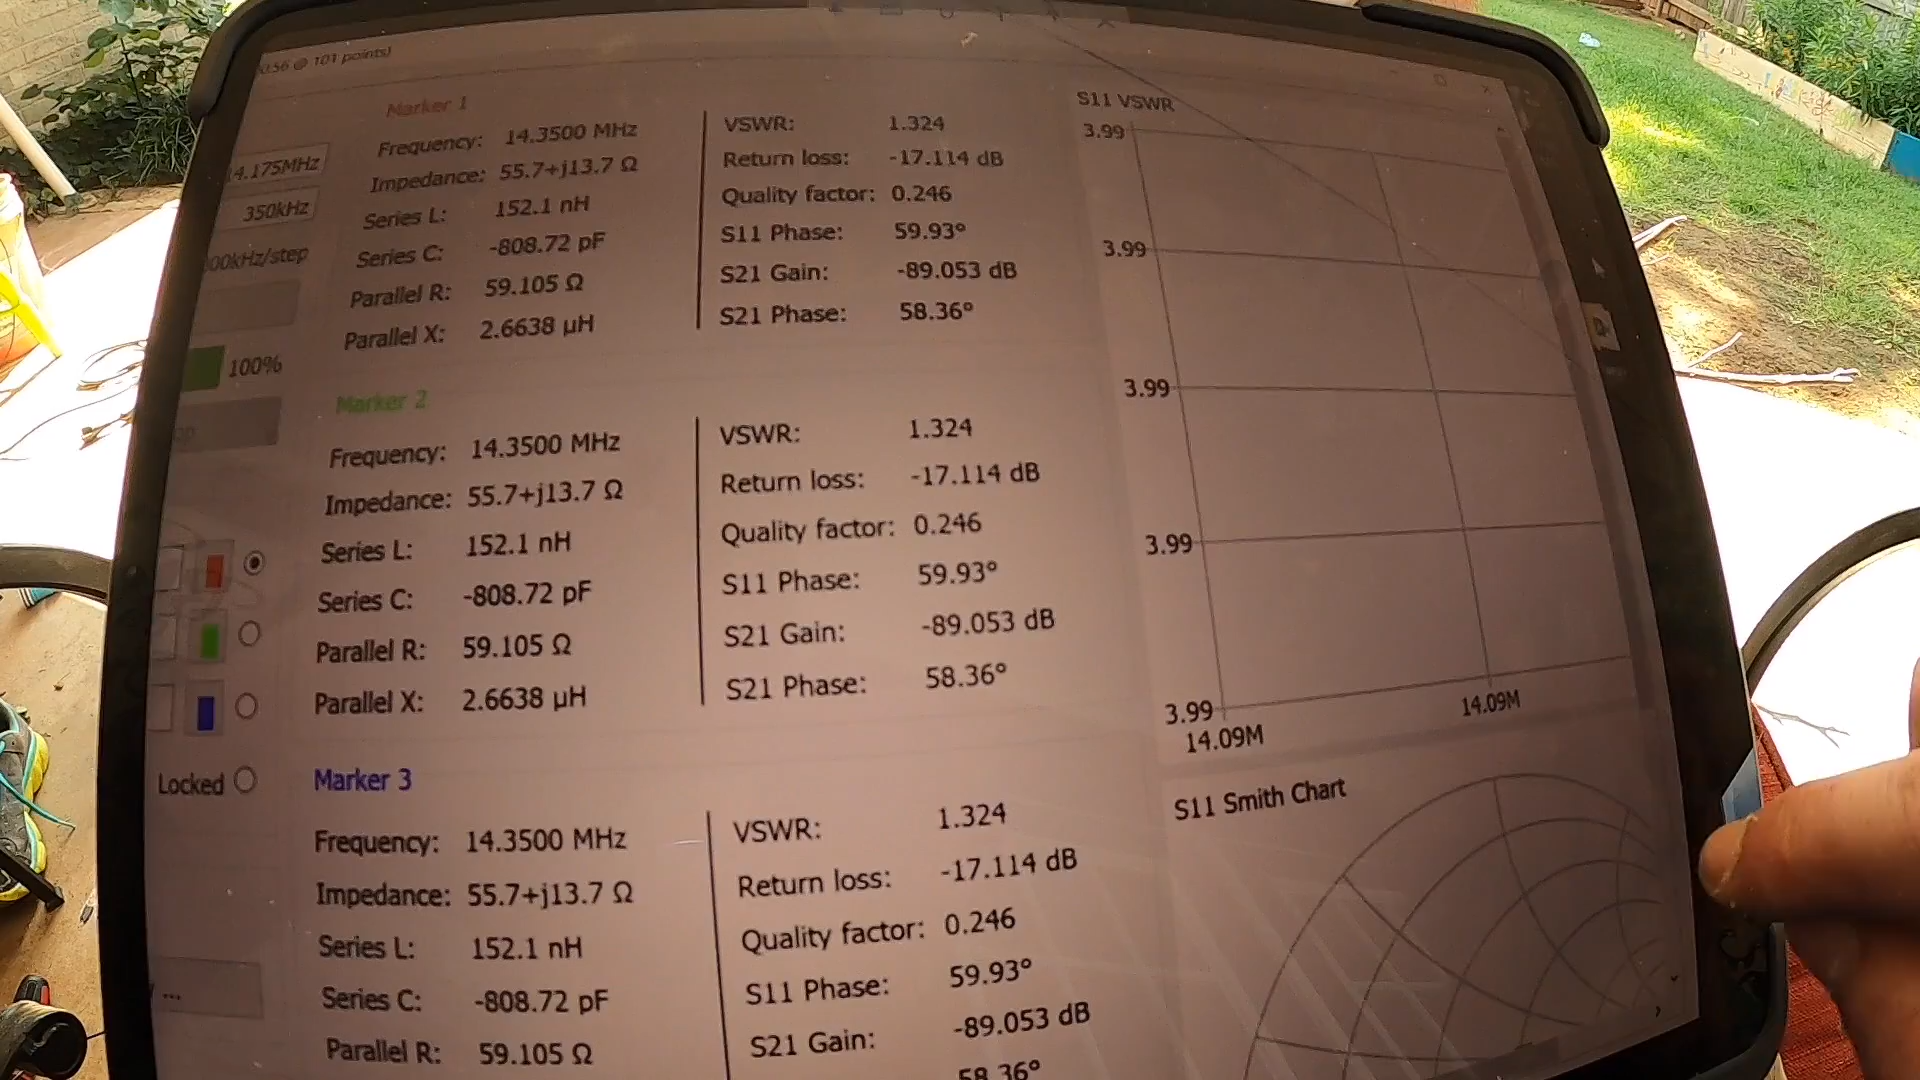 0:56 @ 101 points)
4.175MHz
350kHz
00kHz/step
100%
op
Locked
...
Marker 1
Frequency: 14.3500 MHz
Impedance: 55.7+j13.7 Ω
Series L: 152.1 nH
Series C: -808.72 pF
Parallel R: 59.105 Ω
Parallel X: 2.6638 µH
VSWR: 1.324
Return loss: -17.114 dB
Quality factor: 0.246
S11 Phase: 59.93°
S21 Gain: -89.053 dB
S21 Phase: 58.36°
Marker 2
Frequency: 14.3500 MHz
Impedance: 55.7+j13.7 Ω
Series L: 152.1 nH
Series C: -808.72 pF
Parallel R: 59.105 Ω
Parallel X: 2.6638 µH
VSWR: 1.324
Return loss: -17.114 dB
Quality factor: 0.246
S11 Phase: 59.93°
S21 Gain: -89.053 dB
S21 Phase: 58.36°
Marker 3
Frequency: 14.3500 MHz
Impedance: 55.7+j13.7 Ω
Series L: 152.1 nH
Series C: -808.72 pF
Parallel R: 59.105 Ω
VSWR: 1.324
Return loss: -17.114 dB
Quality factor: 0.246
S11 Phase: 59.93°
S21 Gain: -89.053 dB
58.36°
S11 VSWR
3.99
3.99
3.99
3.99
3.99
14.09M
14.09M
S11 Smith Chart